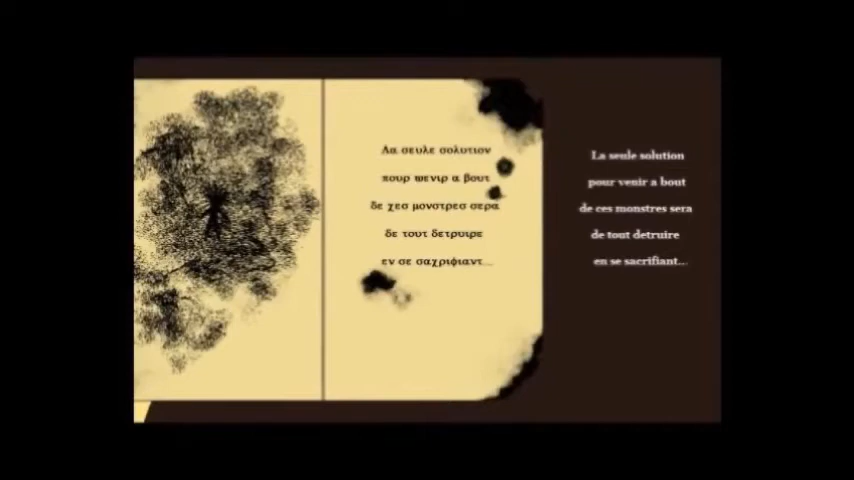 Λα σευλε σολυτιον
πουρ ϖενιρ α βουτ
δε χεσ μονστρεσ σερα
δε τουτ δετρυιρε
εν σε σαχριφιαντ...
La seule solution
pour venir a bout
de ces monstres sera
de tout detruire
en se sacrifiant...